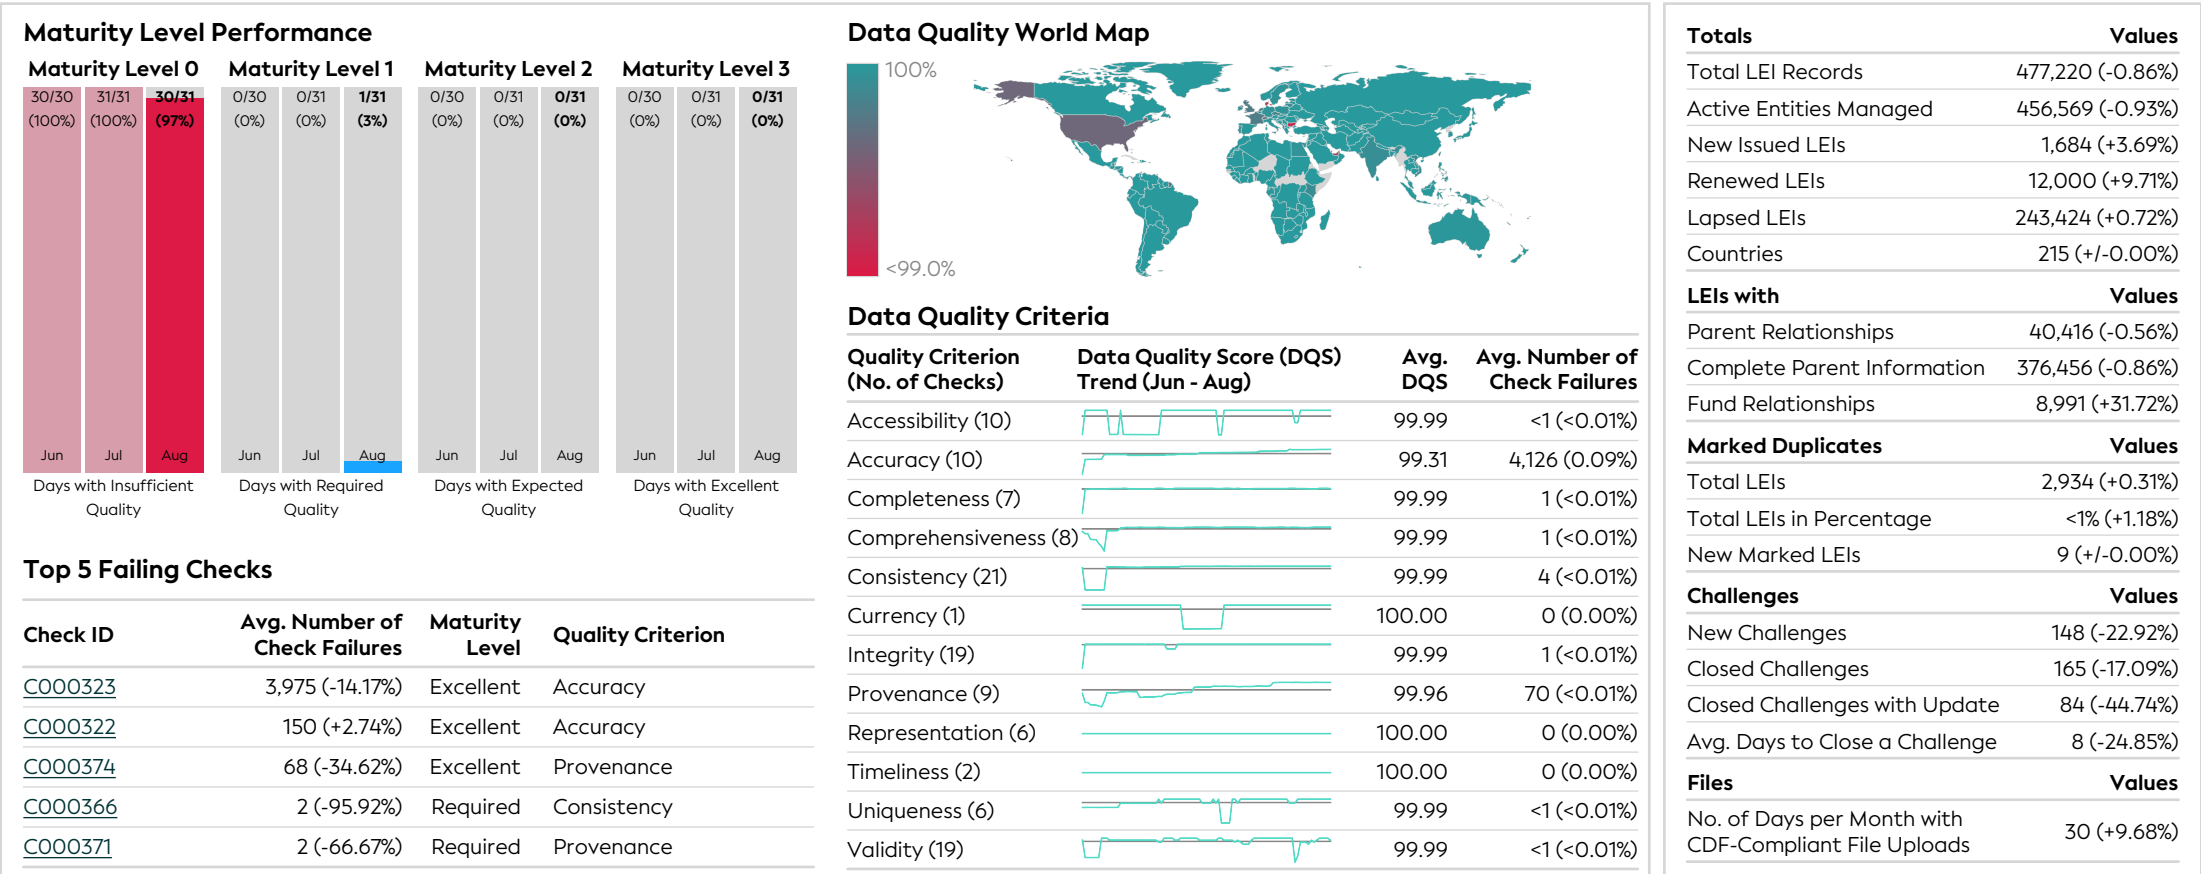 Maturity Level Performance
Maturity Level 0 Maturity Level 1 Maturity Level 2 Maturity Level 3
30/30 31/31 30/31 0/30 0/31 1/31 0/30 0/31 0/31 0/30 0/31 0/31
(100%) (100%) (97%) (0%) (0%) (3%) (0%) (0%) (0%) (0%) (0%) (0%)
Jun Jul Aug Jun Jul Aug Jun Jul Aug Jun Jul Aug
Days with Insufficient Days with Required Days with Expected Days with Excellent
Quality Quality Quality Quality
Top 5 Failing Checks
Check ID Avg. Number of Check Failures Maturity Level Quality Criterion
C000323 3,975 (-14.17%) Excellent Accuracy
C000322 150 (+2.74%) Excellent Accuracy
C000374 68 (-34.62%) Excellent Provenance
C000366 2 (-95.92%) Required Consistency
C000371 2 (-66.67%) Required Provenance
Data Quality World Map
100%
<99.0%
Data Quality Criteria
Quality Criterion Data Quality Score (DQS) Avg. Avg. Number of
(No. of Checks) Trend (Jun - Aug) DQS Check Failures
Accessibility (10) 99.99 <1 (<0.01%)
Accuracy (10) 99.31 4,126 (0.09%)
Completeness (7) 99.99 1 (<0.01%)
Comprehensiveness (8) 99.99 1 (<0.01%)
Consistency (21) 99.99 4 (<0.01%)
Currency (1) 100.00 0 (0.00%)
Integrity (19) 99.99 1 (<0.01%)
Provenance (9) 99.96 70 (<0.01%)
Representation (6) 100.00 0 (0.00%)
Timeliness (2) 100.00 0 (0.00%)
Uniqueness (6) 99.99 <1 (<0.01%)
Validity (19) 99.99 <1 (<0.01%)
Totals Values
Total LEI Records 477,220 (-0.86%)
Active Entities Managed 456,569 (-0.93%)
New Issued LEIs 1,684 (+3.69%)
Renewed LEIs 12,000 (+9.71%)
Lapsed LEIs 243,424 (+0.72%)
Countries 215 (+/-0.00%)
LEIs with Values
Parent Relationships 40,416 (-0.56%)
Complete Parent Information 376,456 (-0.86%)
Fund Relationships 8,991 (+31.72%)
Marked Duplicates Values
Total LEIs 2,934 (+0.31%)
Total LEIs in Percentage <1% (+1.18%)
New Marked LEIs 9 (+/-0.00%)
Challenges Values
New Challenges 148 (-22.92%)
Closed Challenges 165 (-17.09%)
Closed Challenges with Update 84 (-44.74%)
Avg. Days to Close a Challenge 8 (-24.85%)
Files Values
No. of Days per Month with
CDF-Compliant File Uploads 30 (+9.68%)